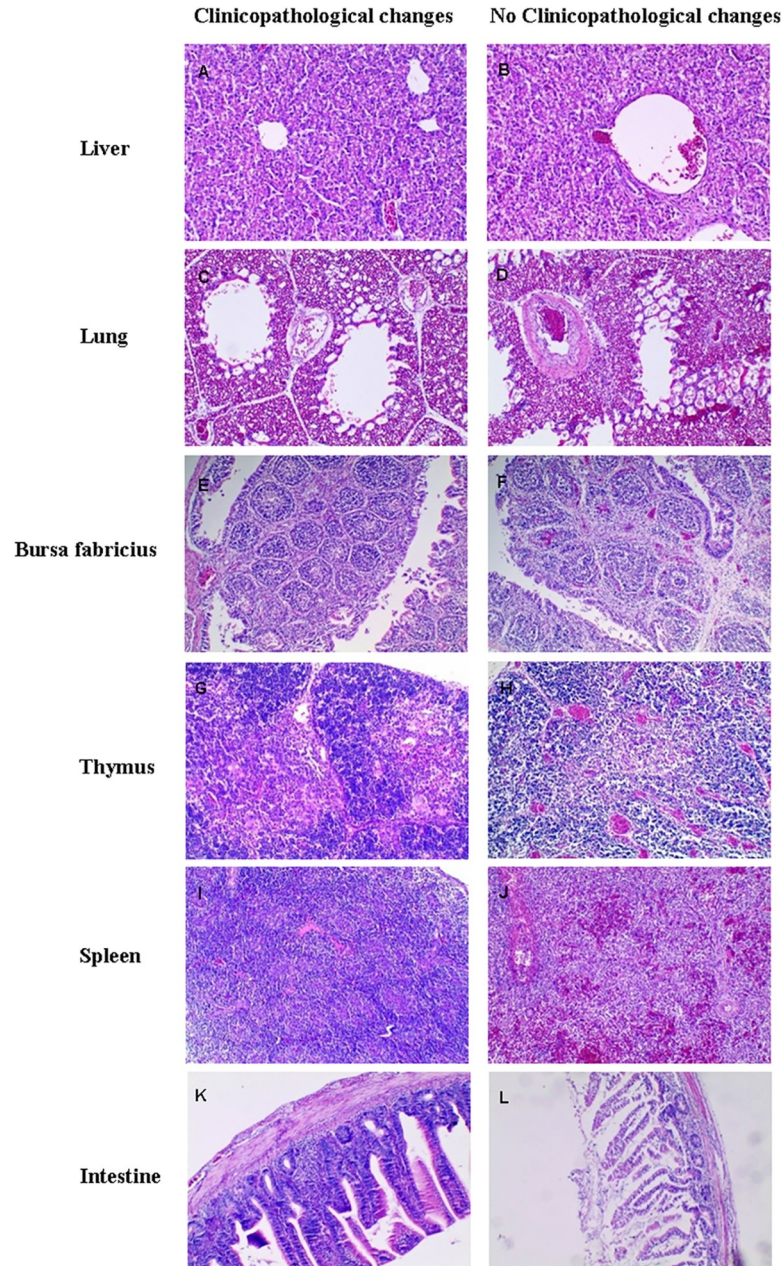 Clinicopathological changes No Clinicopathological changes
Liver
A B
Lung
C D
Bursa fabricius
E F
Thymus
G H
Spleen
I J
Intestine
K L